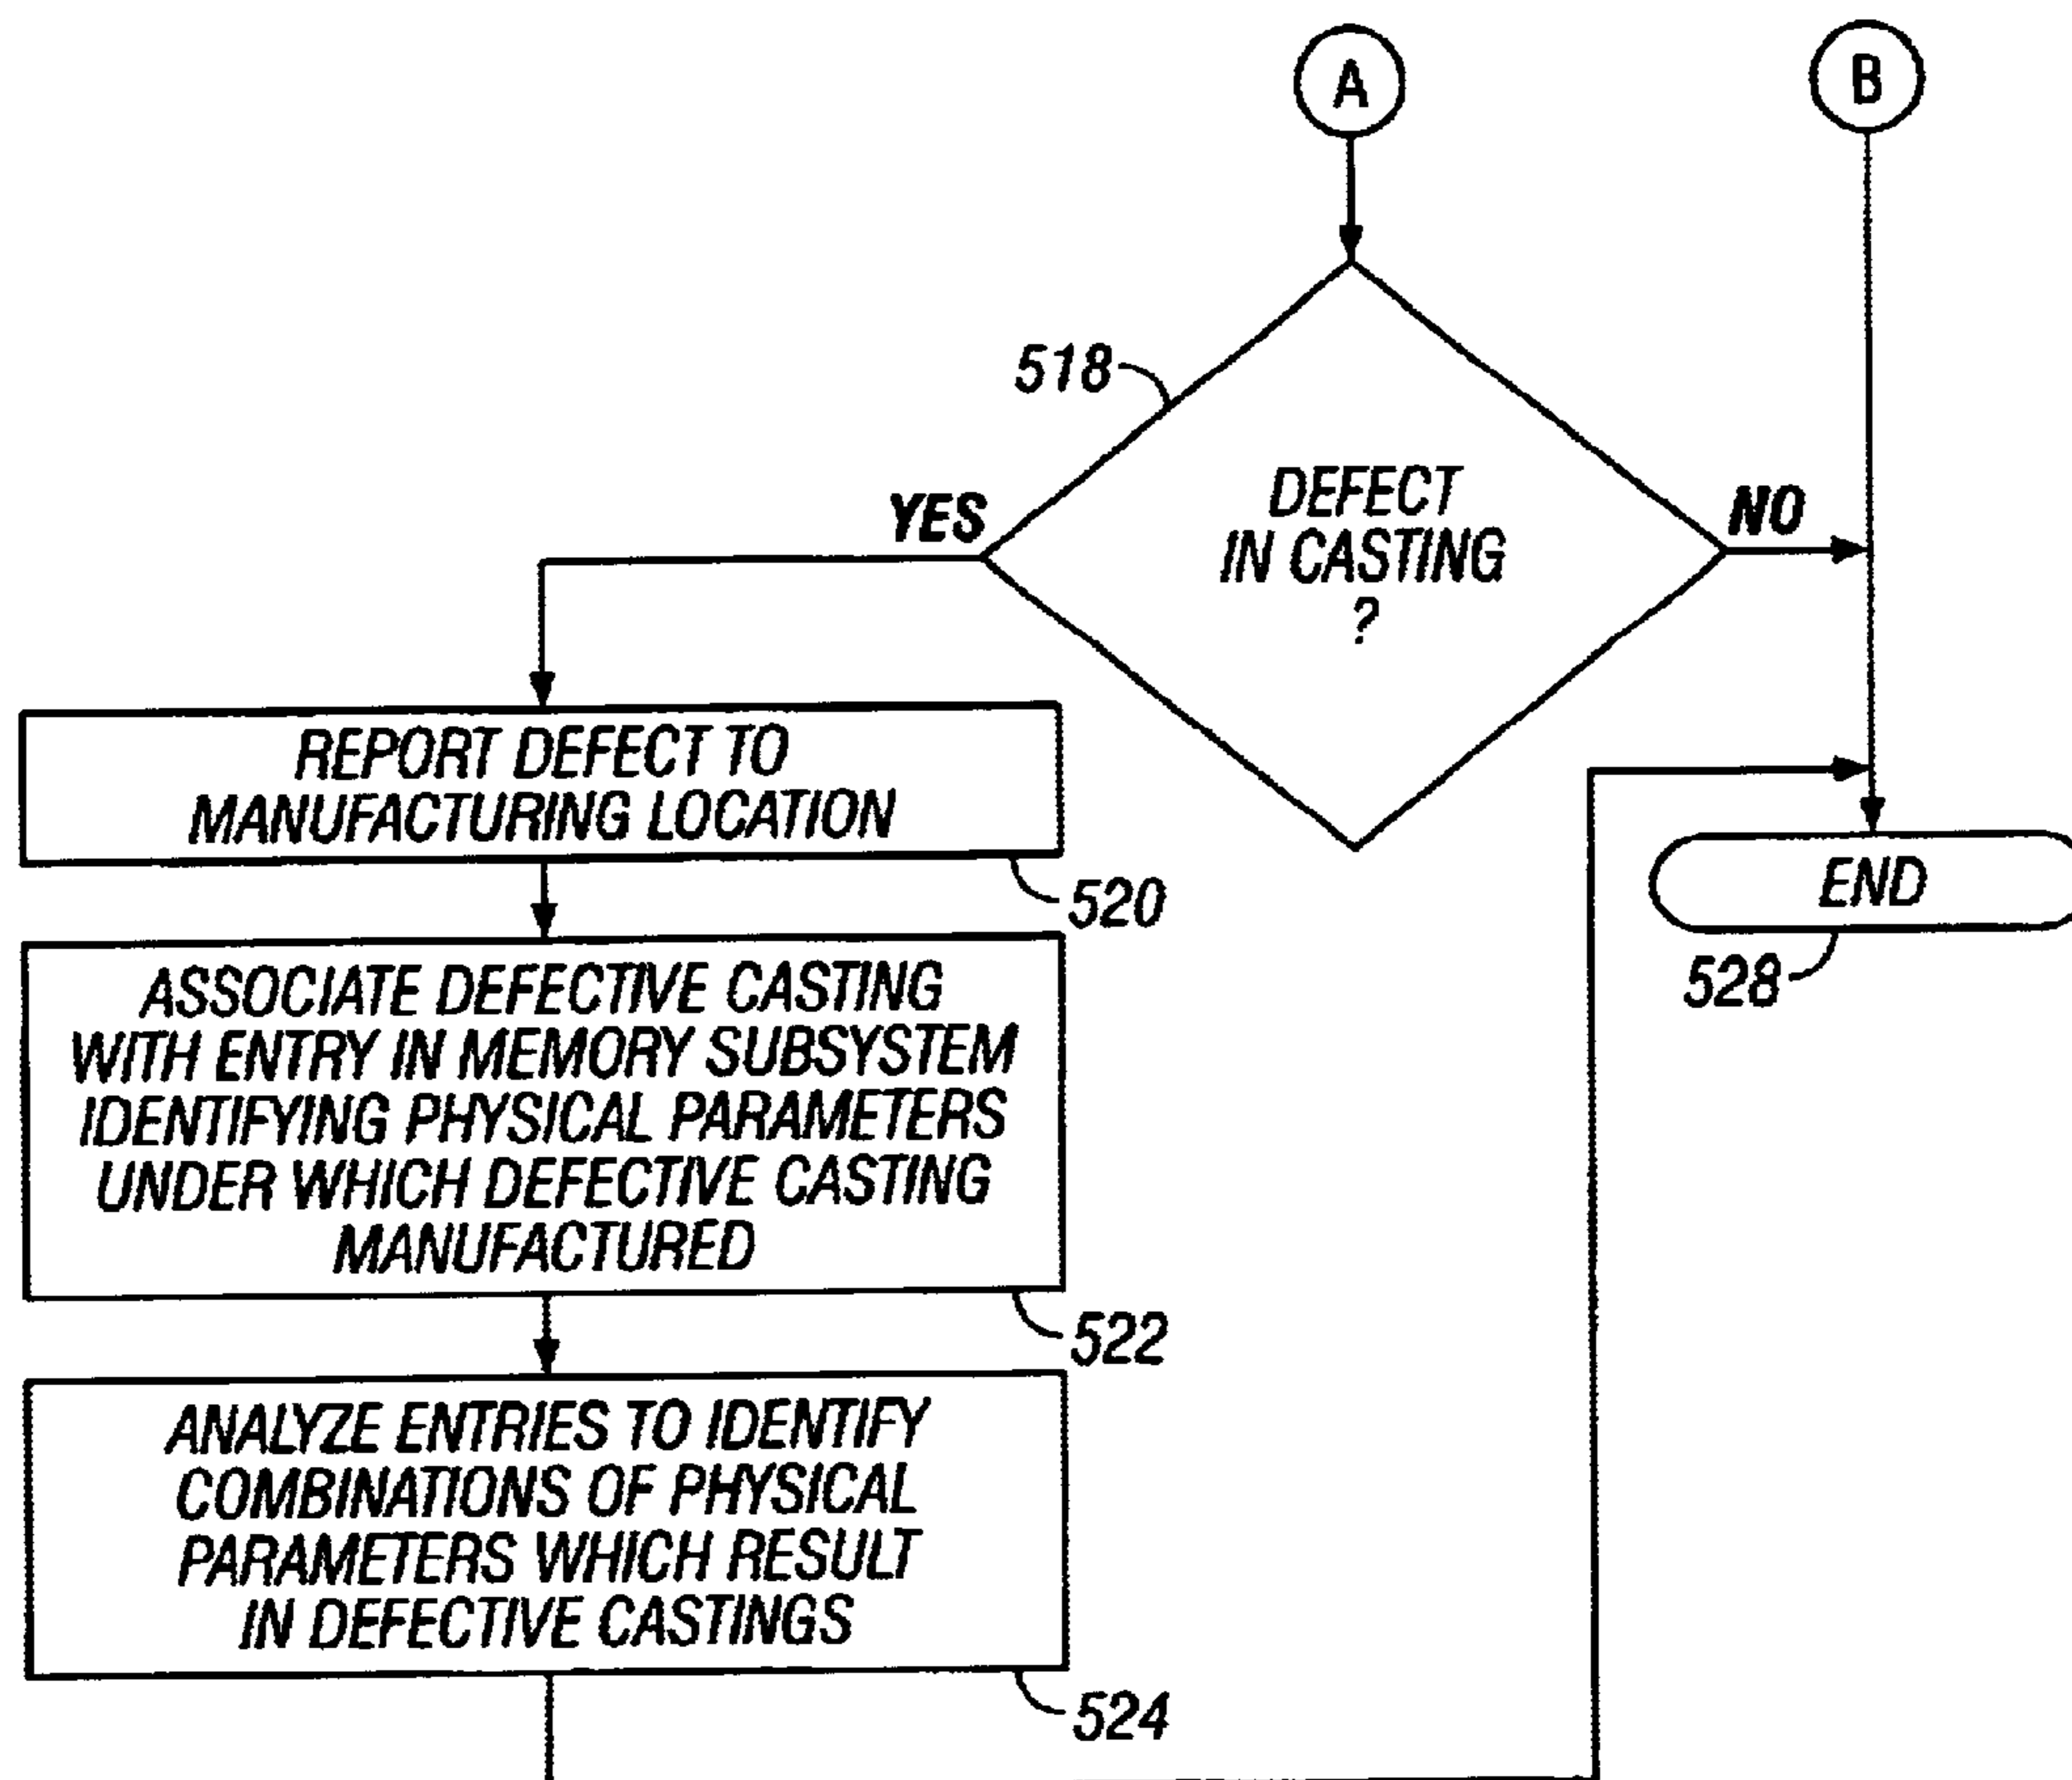 A
B
518
DEFECT
IN CASTING
?
YES
NO
REPORT DEFECT TO
MANUFACTURING LOCATION
520
END
528
ASSOCIATE DEFECTIVE CASTING
WITH ENTRY IN MEMORY SUBSYSTEM
IDENTIFYING PHYSICAL PARAMETERS
UNDER WHICH DEFECTIVE CASTING
MANUFACTURED
522
ANALYZE ENTRIES TO IDENTIFY
COMBINATIONS OF PHYSICAL
PARAMETERS WHICH RESULT
IN DEFECTIVE CASTINGS
524